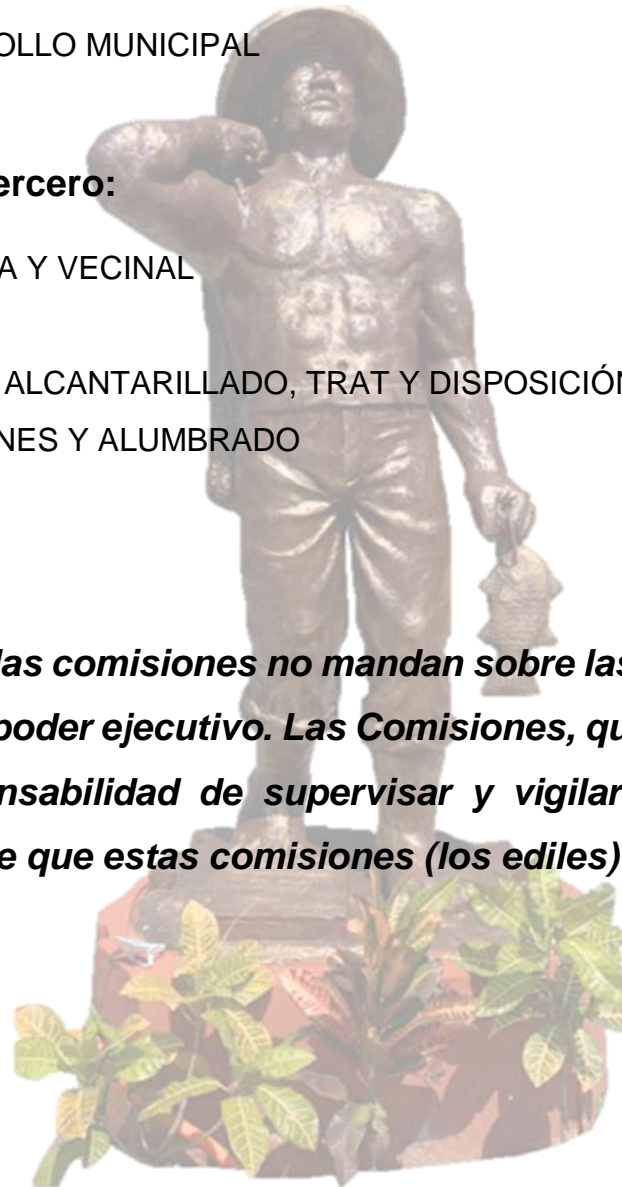 OLLO MUNICIPAL
ercero:
A Y VECINAL
ALCANTARILLADO, TRAT Y DISPOSICIÓN
NES Y ALUMBRADO
las comisiones no mandan sobre las
poder ejecutivo. Las Comisiones, qu
nsabilidad de supervisar y vigilar
e que estas comisiones (los ediles)